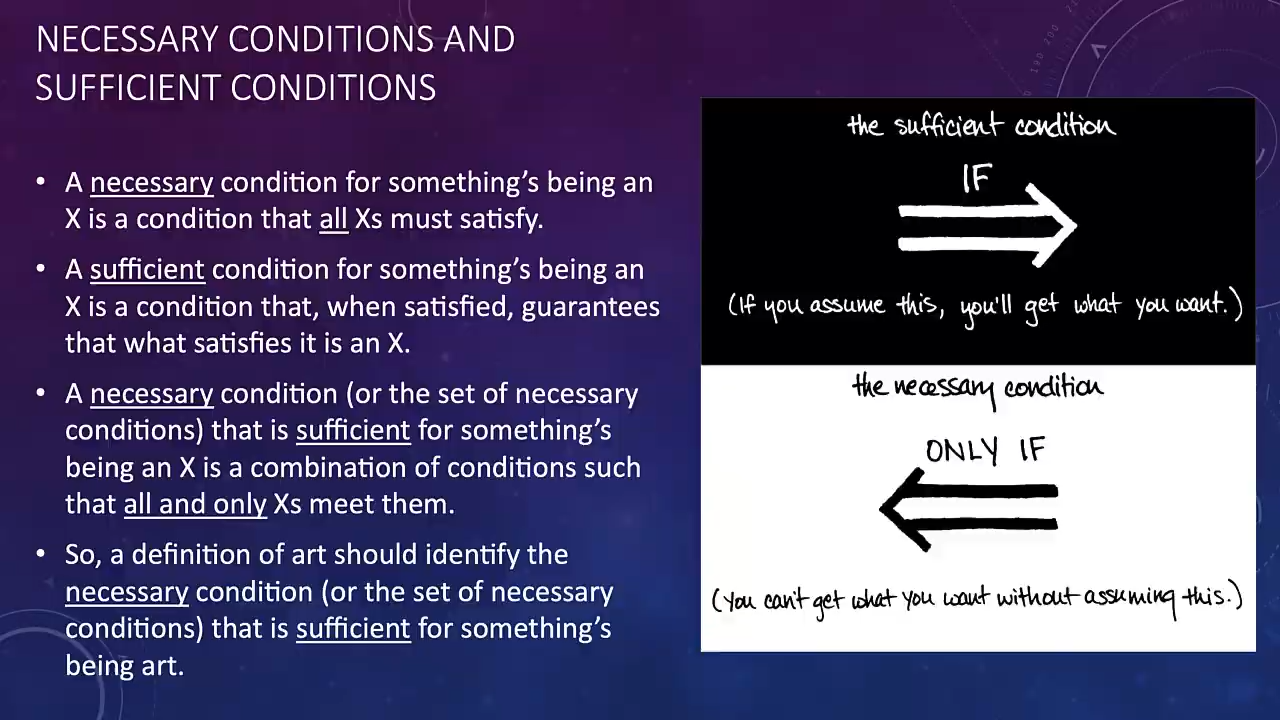 NECESSARY CONDITIONS AND
SUFFICIENT CONDITIONS
• A necessary condition for something's being an
X is a condition that all Xs must satisfy.
• A sufficient condition for something's being an
X is a condition that, when satisfied, guarantees
that what satisfies it is an X.
• A necessary condition (or the set of necessary
conditions) that is sufficient for something's
being an X is a combination of conditions such
that all and only Xs meet them.
• So, a definition of art should identify the
necessary condition (or the set of necessary
conditions) that is sufficient for something's
being art.
the sufficient condition
IF
(If you assume this, you'll get what you want.)
the necessary condition
ONLY IF
(You can't get what you want without assuming this.)